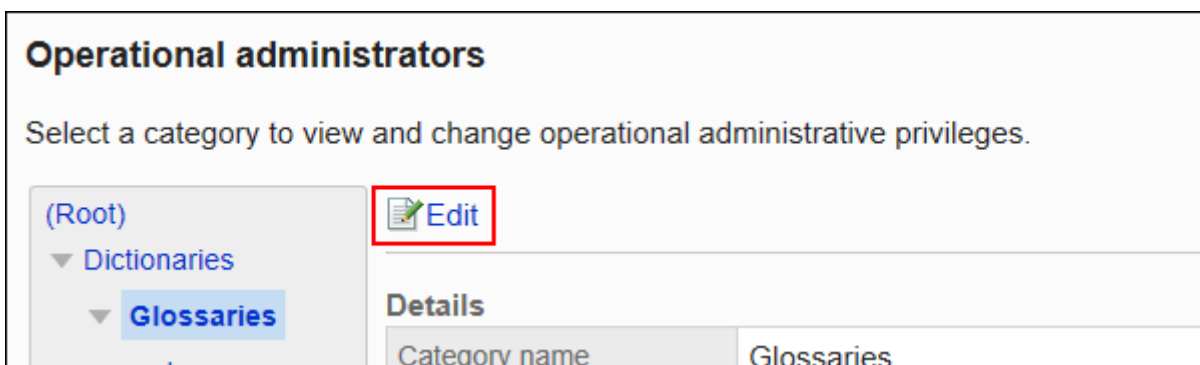 Operational administrators
Select a category to view and change operational administrative privileges.
(Root)
Edit
Dictionaries
Glossaries
Details
Category name Glossaries